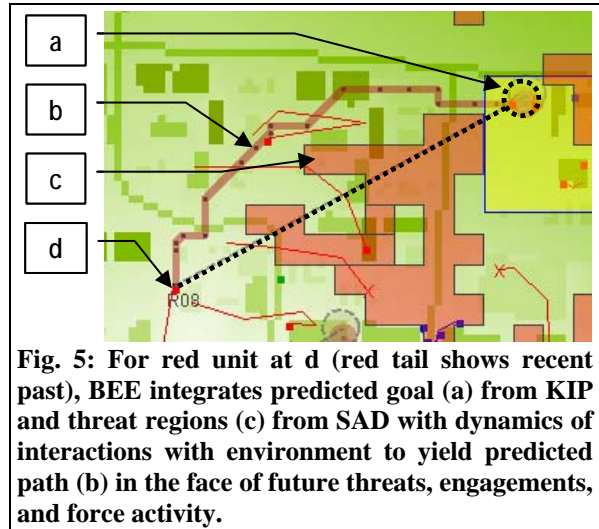 a
b
c
d
R08
Fig. 5: For red unit at d (red tail shows recent
past), BEE integrates predicted goal (a) from KIP
and threat regions (c) from SAD with dynamics of
interactions with environment to yield predicted
path (b) in the face of future threats, engagements,
and force activity.